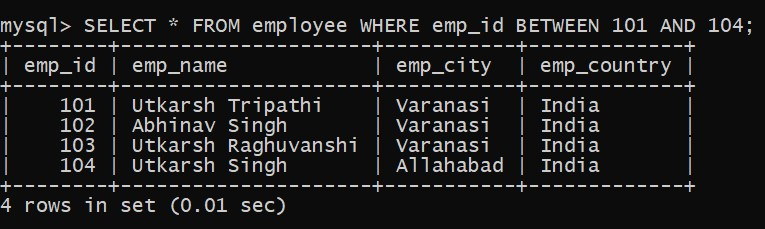 mysql> SELECT * FROM employee WHERE emp_id BETWEEN 101 AND 104;
+--------+--------------------+-----------+-------------+
| emp_id | emp_name           | emp_city  | emp_country |
+--------+--------------------+-----------+-------------+
|    101 | Utkarsh Tripathi   | Varanasi  | India       |
|    102 | Abhinav Singh      | Varanasi  | India       |
|    103 | Utkarsh Raghuvanshi | Varanasi  | India       |
|    104 | Utkarsh Singh      | Allahabad | India       |
+--------+--------------------+-----------+-------------+
4 rows in set (0.01 sec)